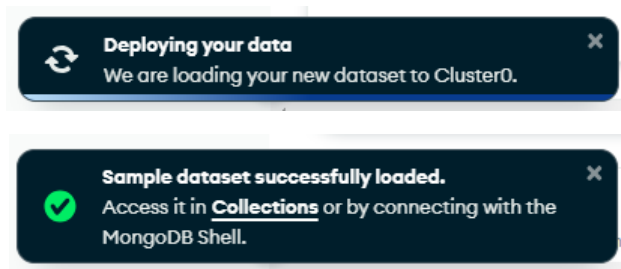 Deploying your data
We are loading your new dataset to Cluster0.
Sample dataset successfully loaded.
Access it in Collections or by connecting with the
MongoDB Shell.